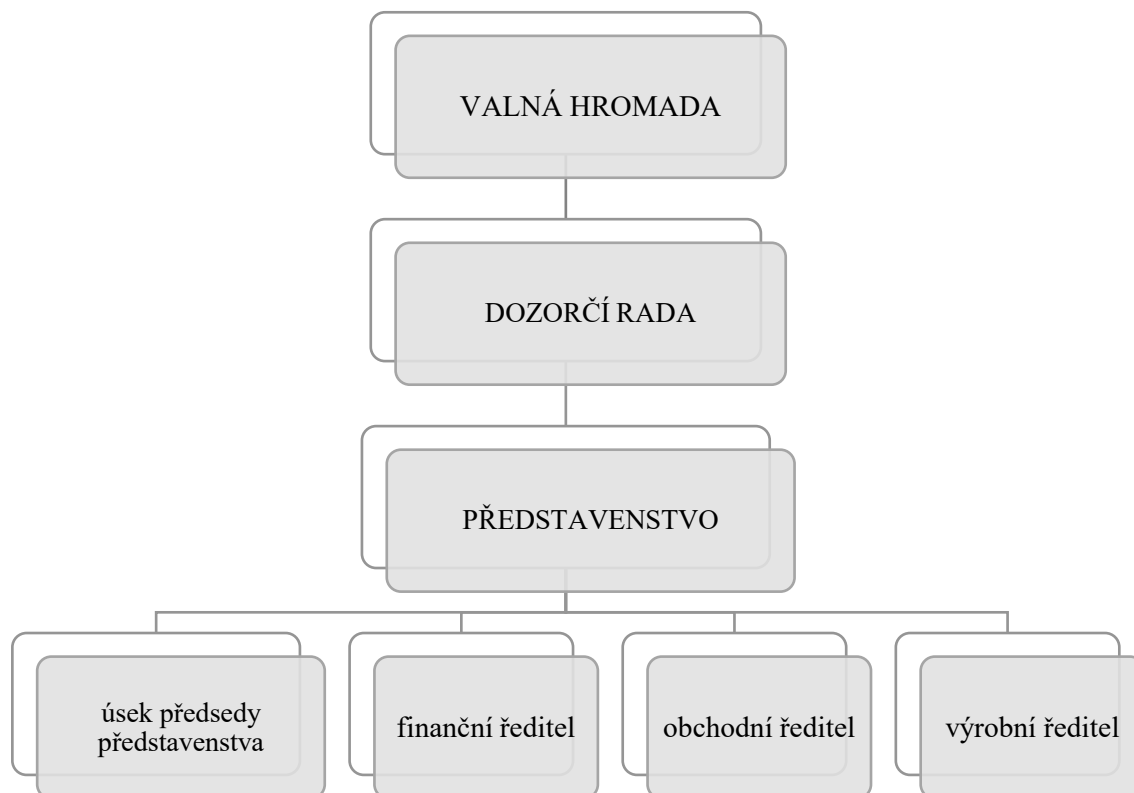 VALNÁ HROMADA
DOZORČÍ RADA
PŘEDSTAVENSTVO
úsek předsedy
představenstva
finanční ředitel
obchodní ředitel
výrobní ředitel